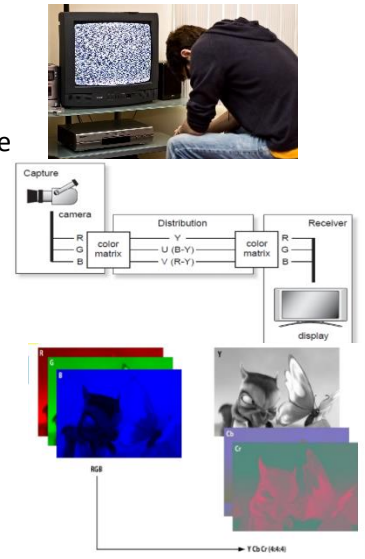 e
Capture
camera
R
G
B
color
matrix
Distribution
Y
U (B-Y)
V (R-Y)
color
matrix
Receiver
R
G
B
display
R
G
B
RGB
Y
Cb
Cr
Y Cb Cr (4:4:4)